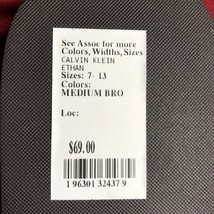 See Assoc for more
Colors, Widths, Sizes
CALVIN KLEIN
ETHAN
Sizes: 7- 13
Colors:
MEDIUM BRO
Loc:
$69.00
1 96301 32437 9